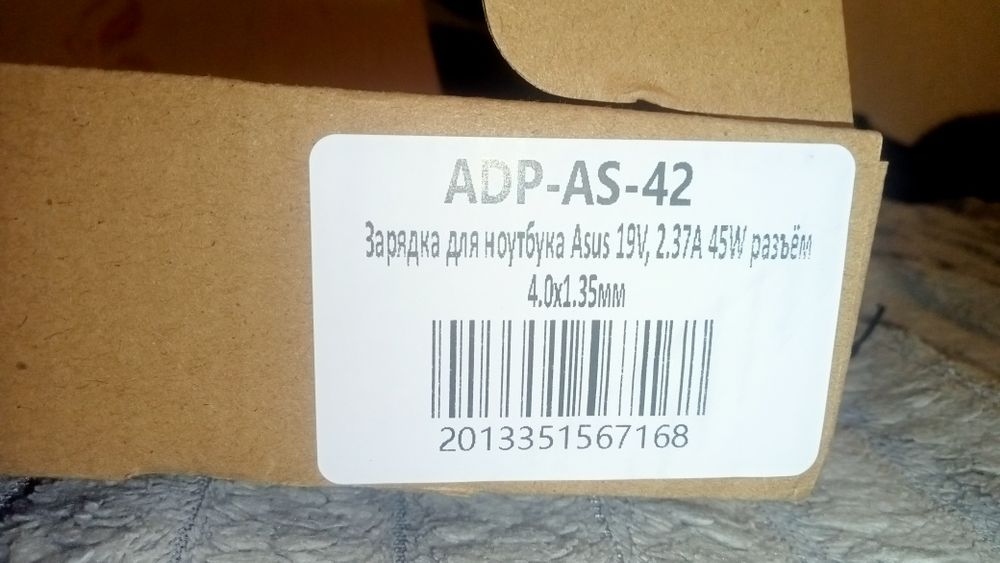 ADP-AS-42
Зарядка для ноутбука Asus 19V, 2.37A 45W разъём
4.0x1.35мм
2013351567168